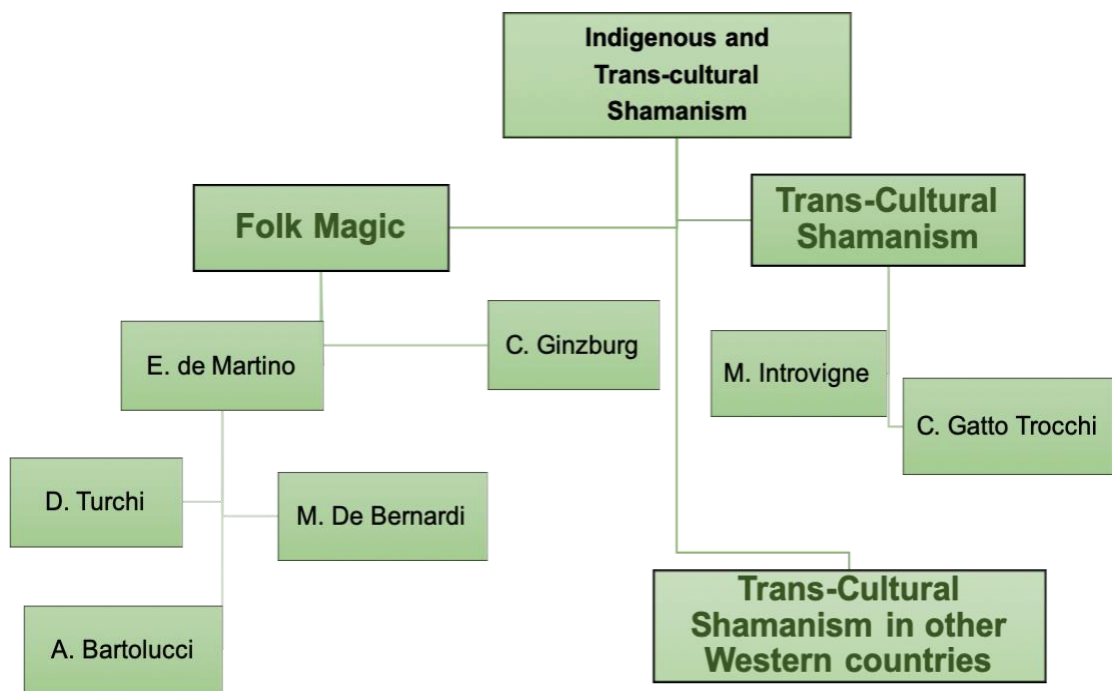 Indigenous and
Trans-cultural
Shamanism
Folk Magic
Trans-Cultural
Shamanism
E. de Martino
C. Ginzburg
M. Introvigne
C. Gatto Trocchi
D. Turchi
M. De Bernardi
A. Bartolucci
Trans-Cultural
Shamanism in other
Western countries